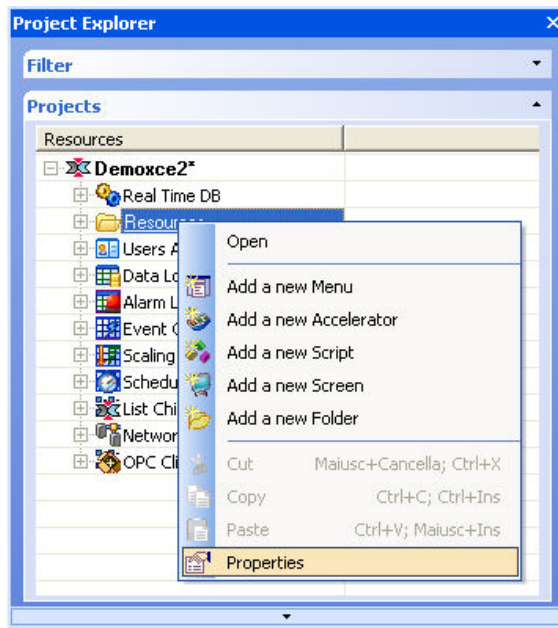 Project Explorer
Filter
Projects
Resources
Demoxce2*
Real Time DB
Resources
Users A
Data Lo
Alarm L
Event O
Scaling
Schedu
List Chi
Networ
OPC Cli
Open
Add a new Menu
Add a new Accelerator
Add a new Script
Add a new Screen
Add a new Folder
Cut Maiusc+Cancella; Ctrl+X
Copy Ctrl+C; Ctrl+Ins
Paste Ctrl+V; Maiusc+Ins
Properties